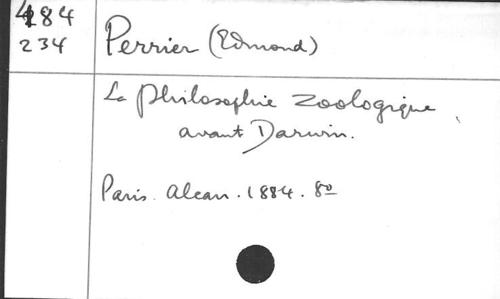 484
Perrier (Edmond)
234
La philosophie zoologique
avant Darwin.
Paris. Alcan. 1884. 8º